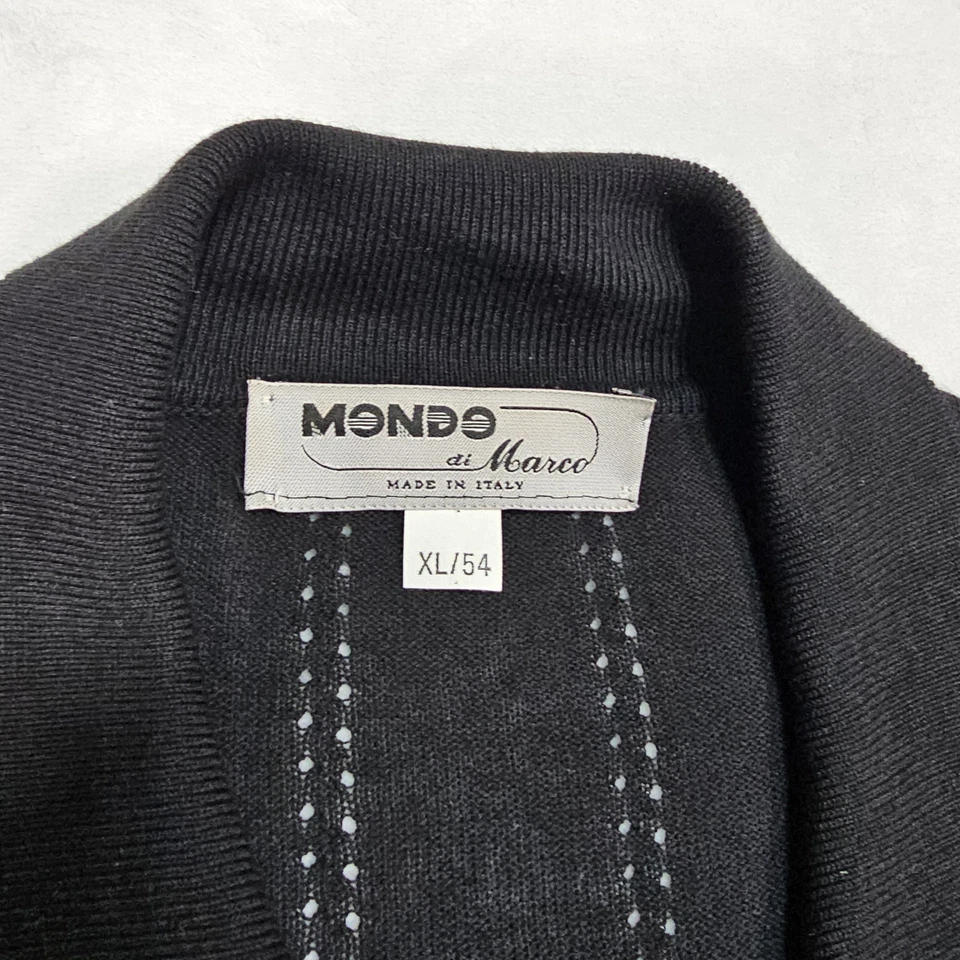 MONDO
di Marco
MADE IN ITALY
XL/54